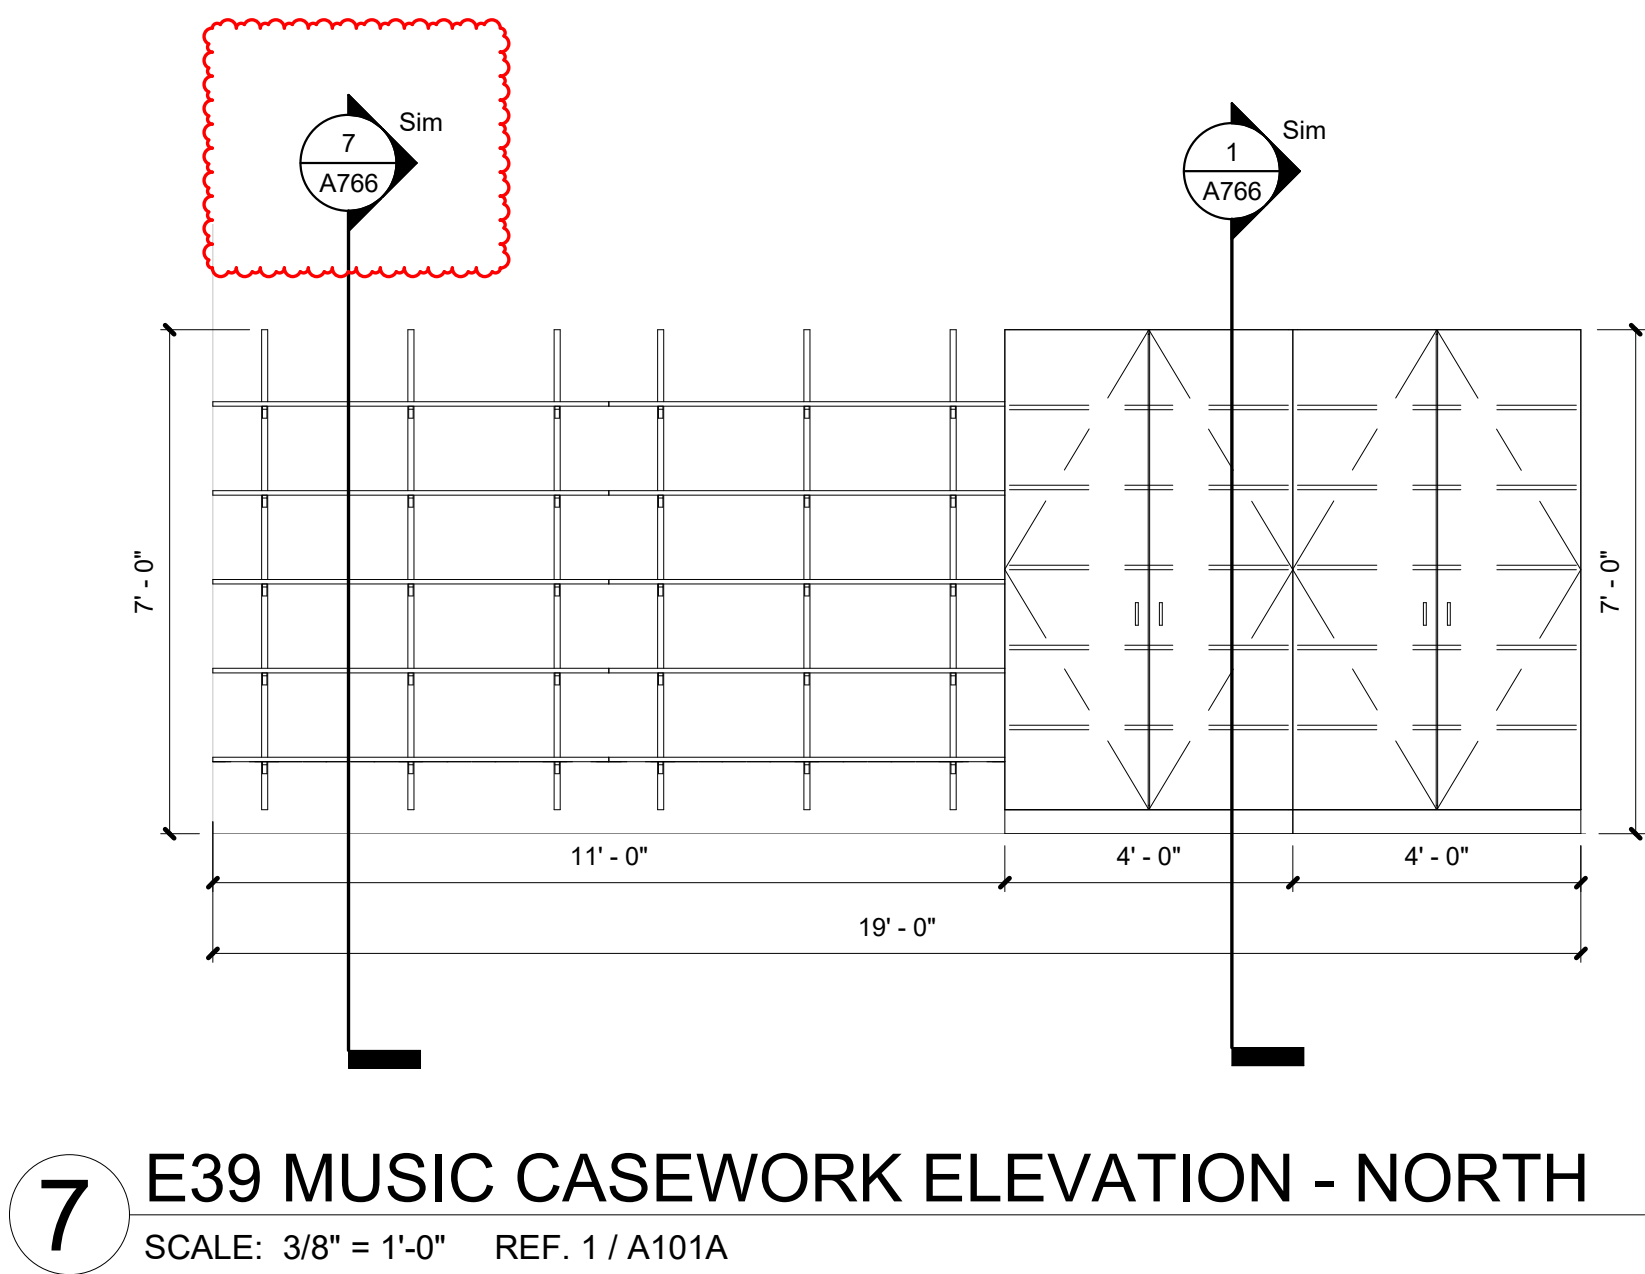 7
A766
Sim
1
A766
Sim
7' - 0"
7' - 0"
11' - 0"
4' - 0"
4' - 0"
19' - 0"
7
E39 MUSIC CASEWORK ELEVATION - NORTH
SCALE: 3/8" = 1'-0" REF. 1 / A101A